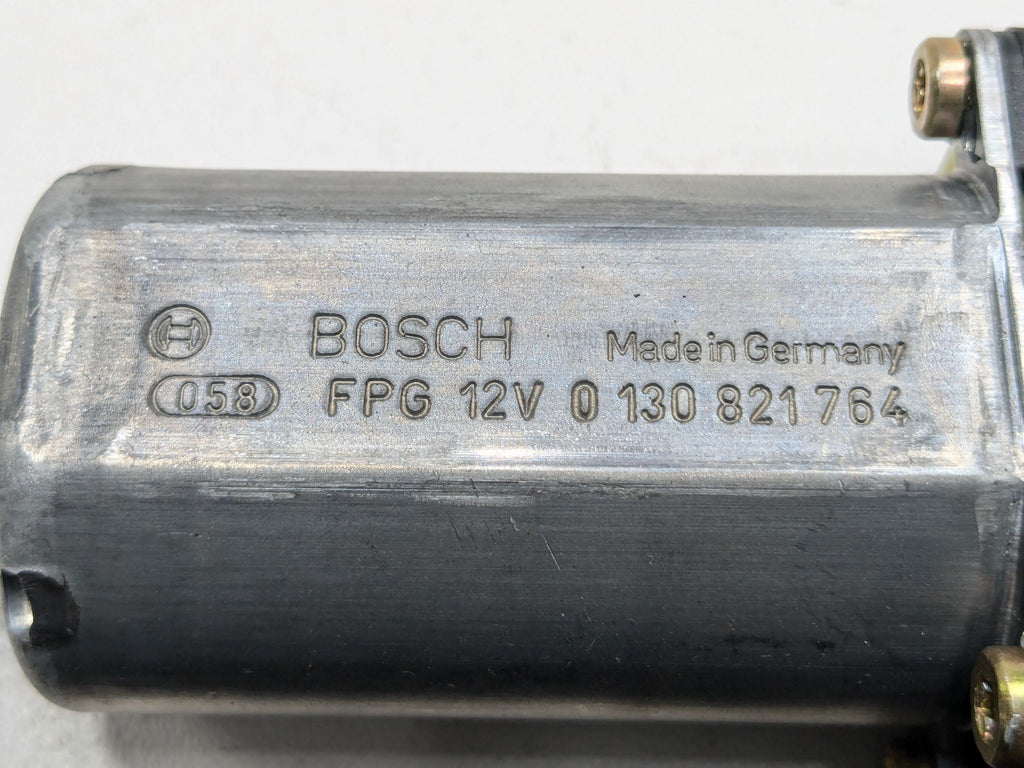 BOSCH Made in Germany
058 FPG 12V 0 130 821 764